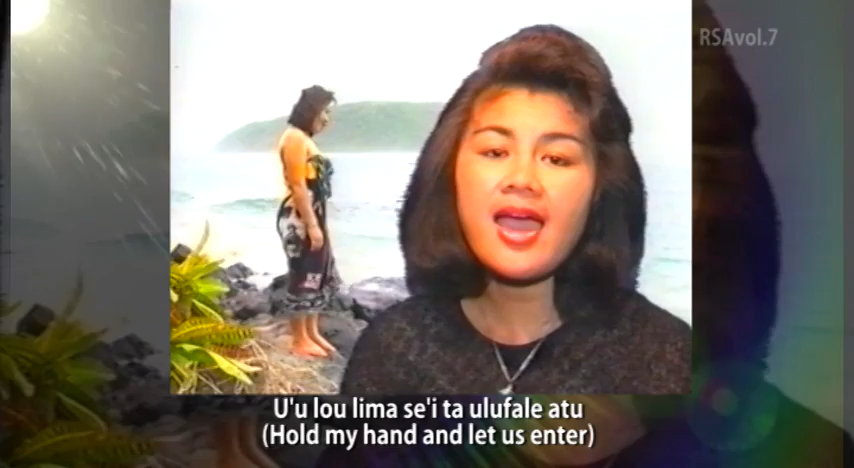 RSAvol.7
U'u lou lima se'i ta ulufale atu
(Hold my hand and let us enter)